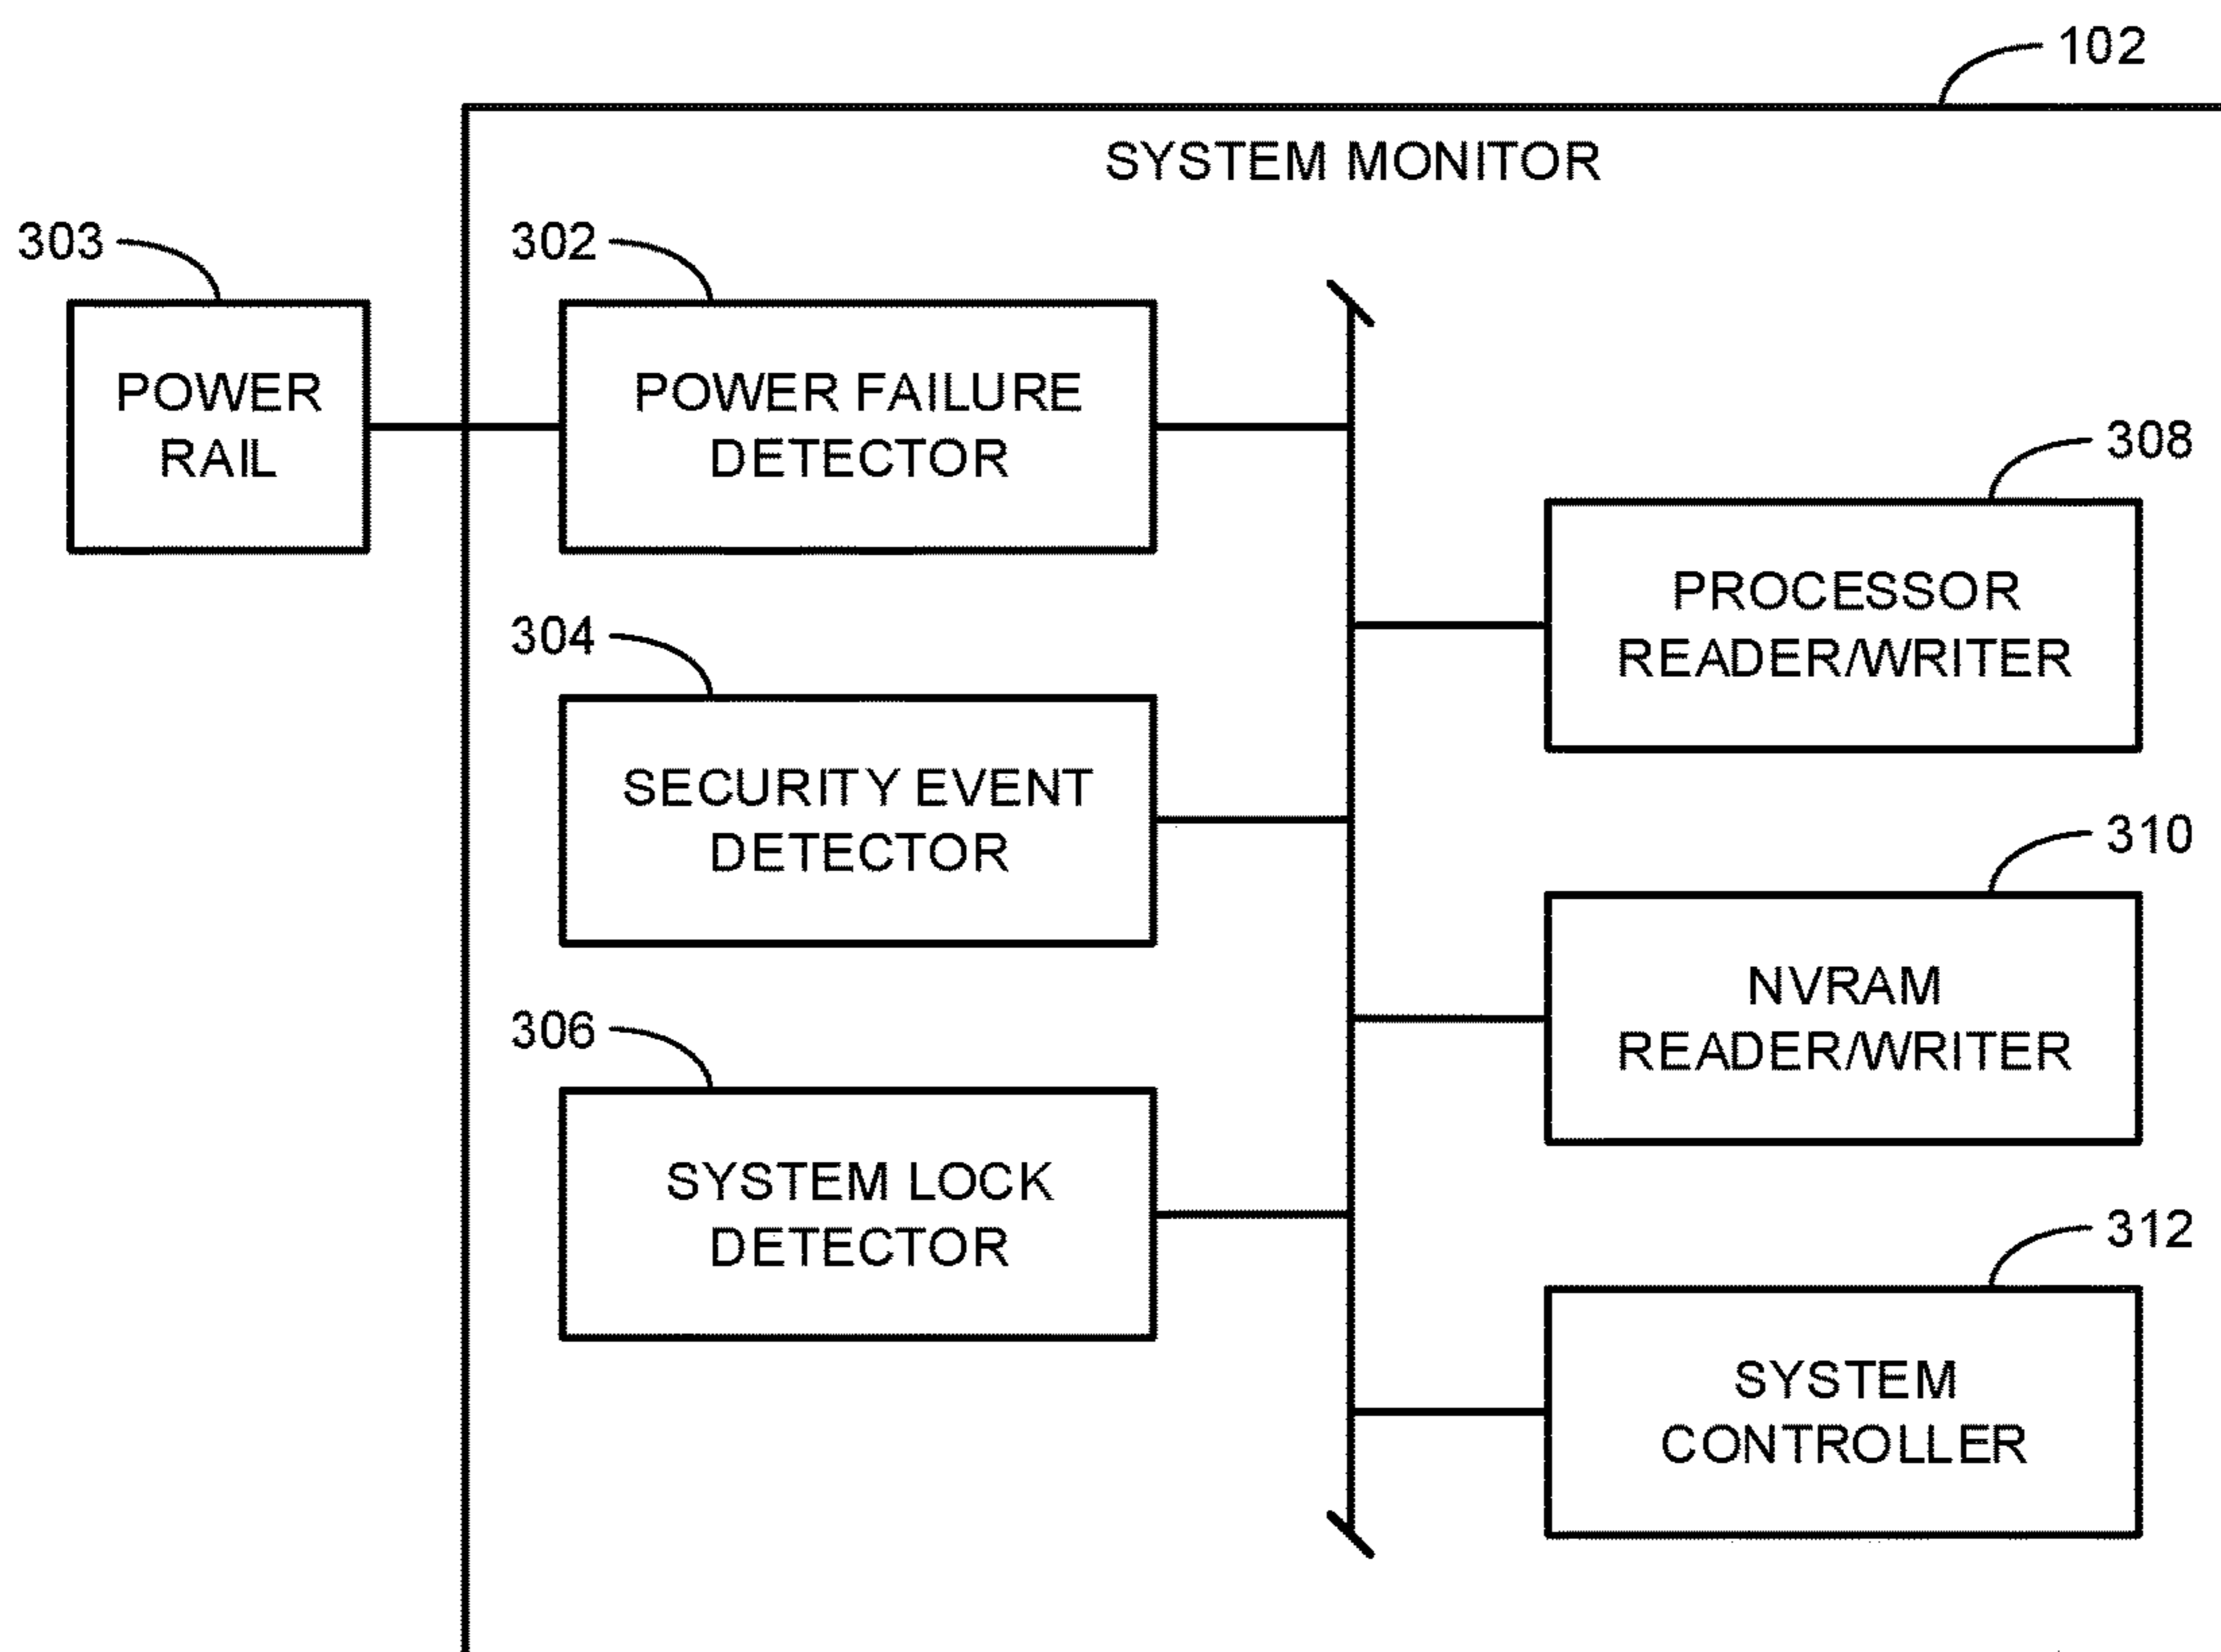 102
SYSTEM MONITOR
303
302
POWER
RAIL
POWER FAILURE
DETECTOR
308
PROCESSOR
READER/WRITER
304
SECURITY EVENT
DETECTOR
310
NVRAM
READER/WRITER
306
SYSTEM LOCK
DETECTOR
312
SYSTEM
CONTROLLER